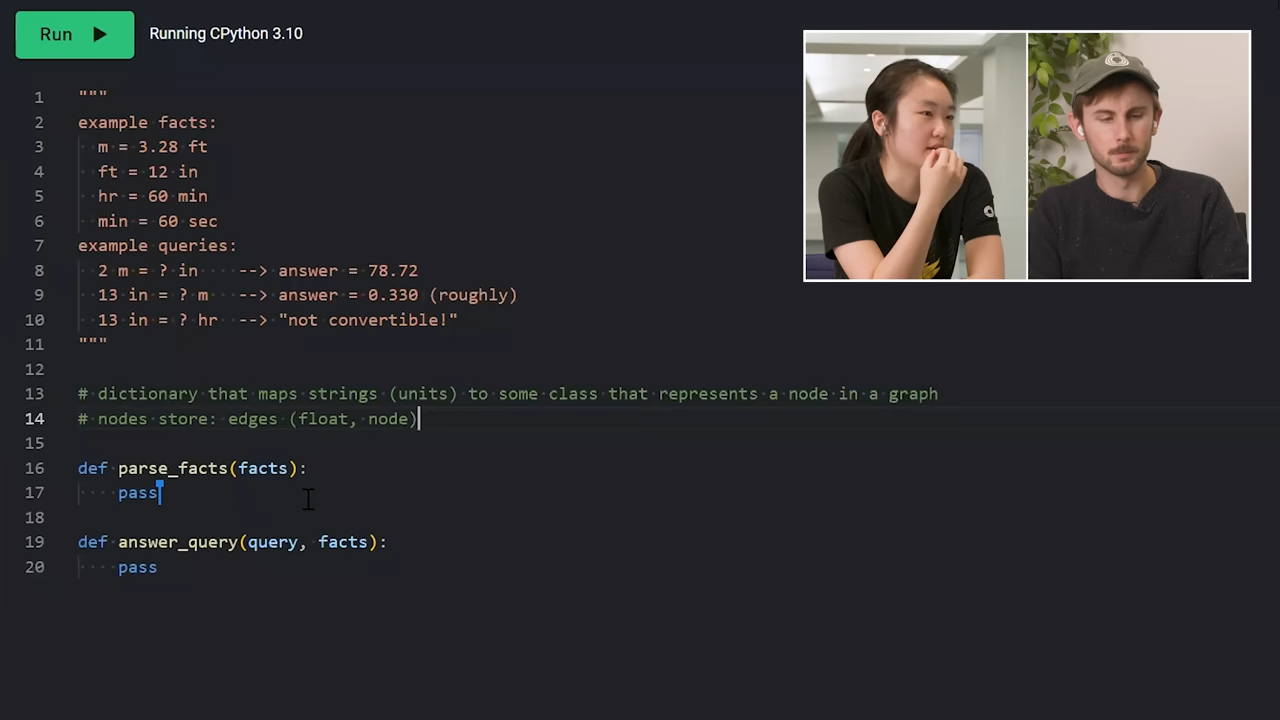 Run Running CPython 3.10
1 """
2 example facts:
3 m = 3.28 ft
4 ft = 12 in
5 hr = 60 min
6 min = 60 sec
7 example queries:
8 2 m = ? in --> answer = 78.72
9 13 in = ? m --> answer = 0.330 (roughly)
10 13 in = ? hr --> "not convertible!"
11 """
12
13 # dictionary that maps strings (units) to some class that represents a node in a graph
14 # nodes store: edges (float, node)
15
16 def parse_facts(facts):
17 pass
18
19 def answer_query(query, facts):
20 pass